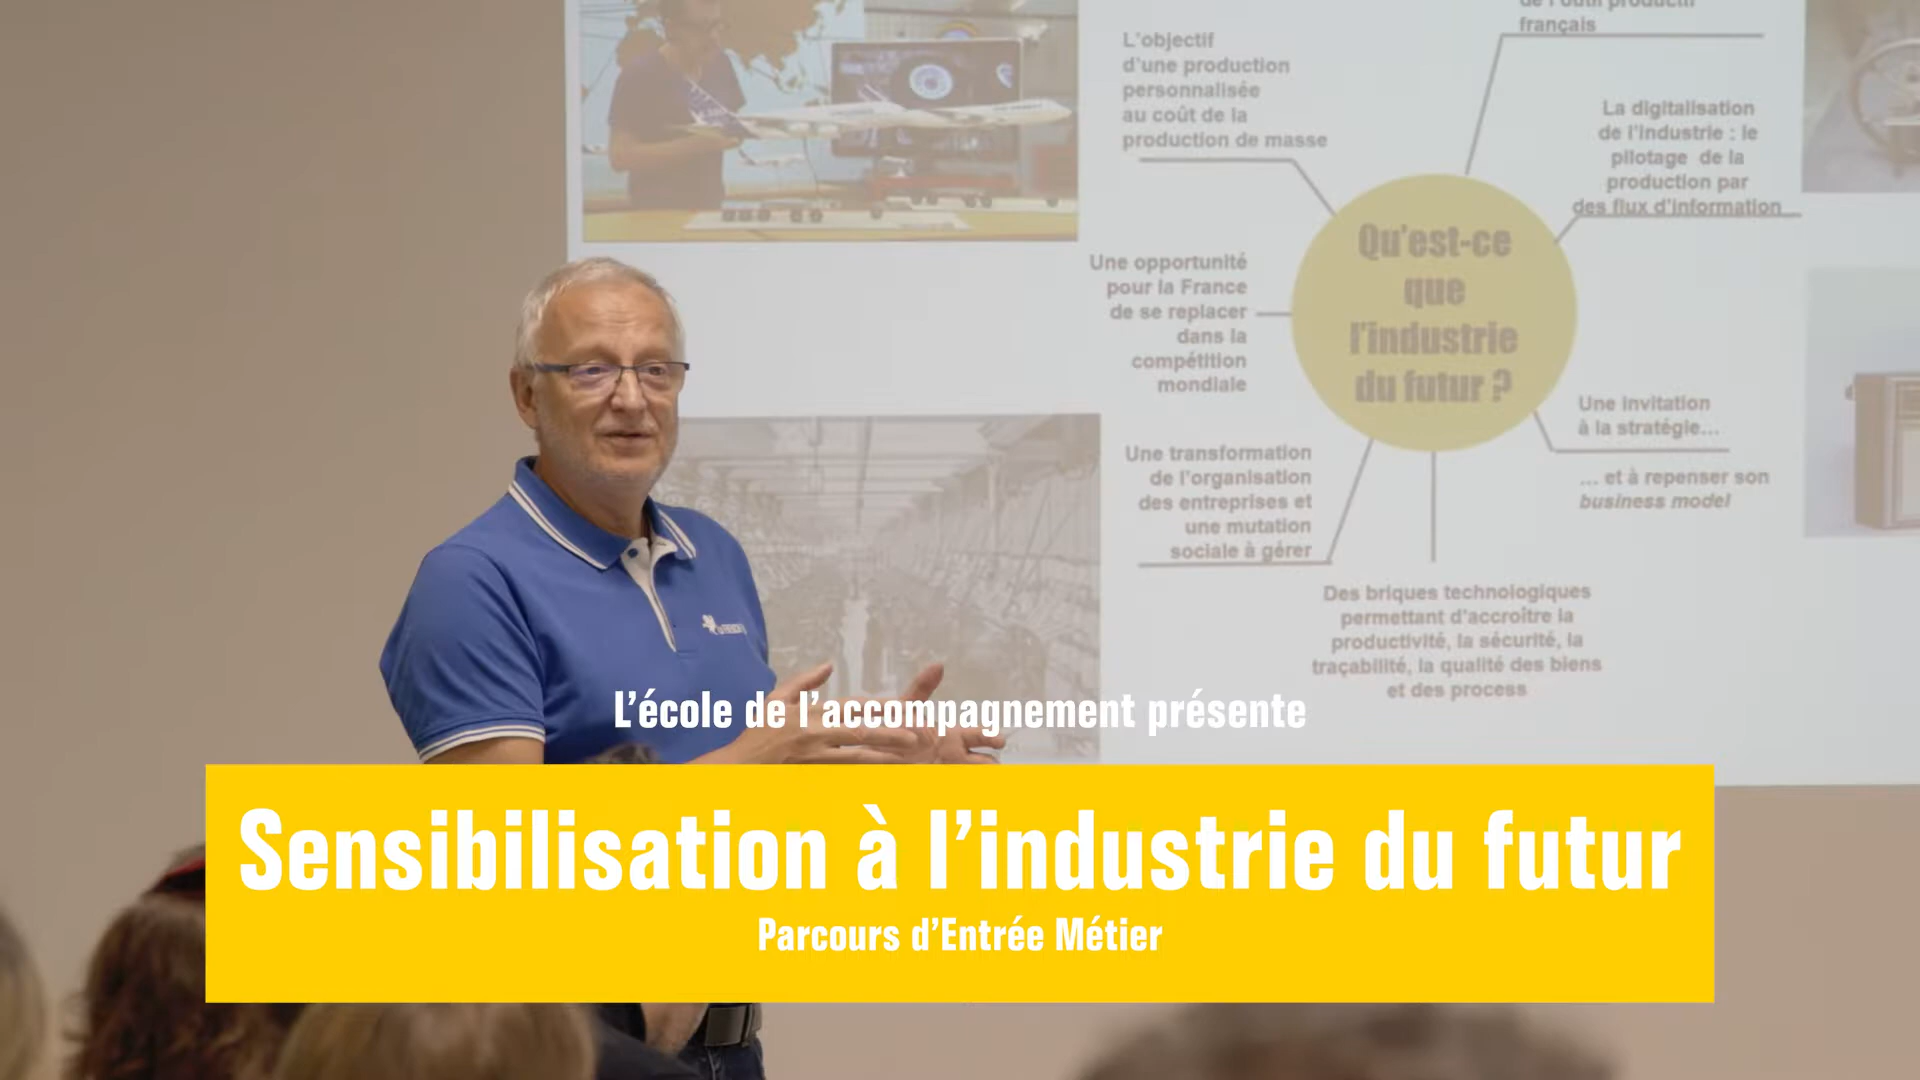 français
L'objectif
d'une production
personnalisée
au coût de la
production de masse
La digitalisation
de l'industrie : le
pilotage de la
production par
des flux d'information
Une opportunité
pour la France
de se replacer
dans la
compétition
mondiale
Qu'est-ce
que
l'industrie
du futur ?
Une invitation
à la stratégie...
... et à repenser son
business model
Une transformation
de l'organisation
des entreprises et
une mutation
sociale à gérer
Des briques technologiques
permettant d'accroître la
productivité, la sécurité, la
traçabilité, la qualité des biens
et des process
L'école de l'accompagnement présente
Sensibilisation à l'industrie du futur
Parcours d'Entrée Métier